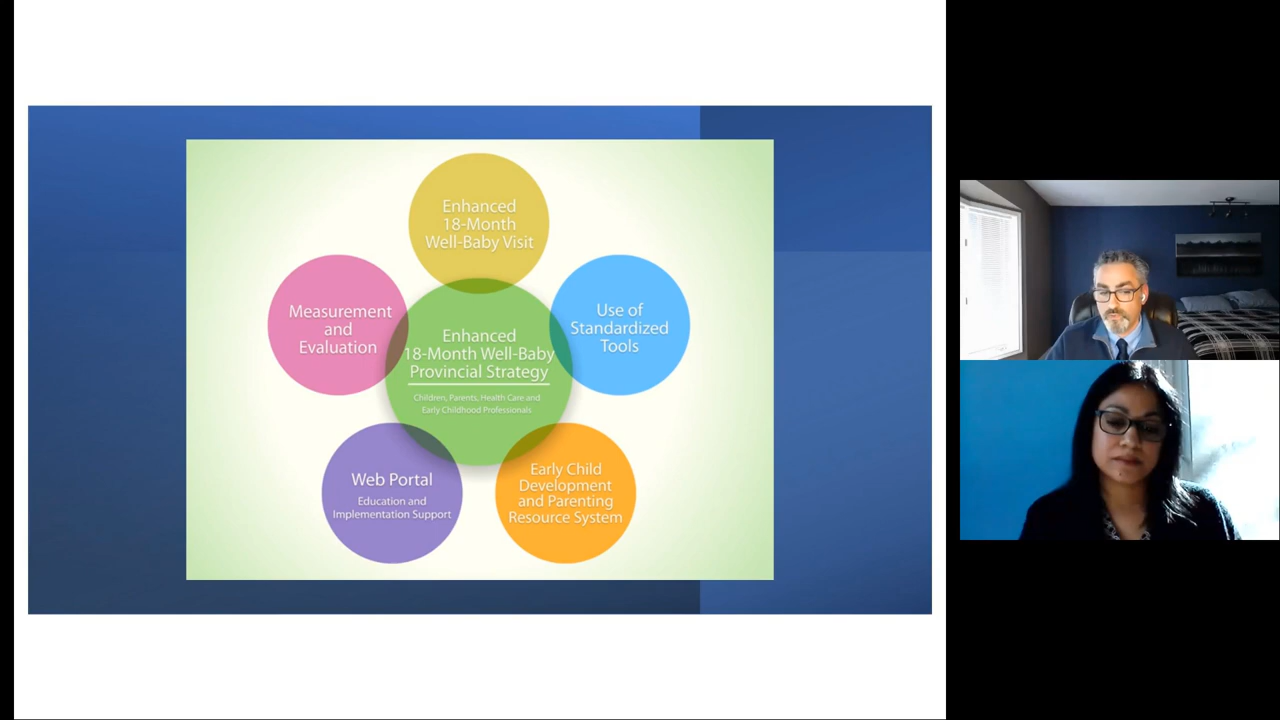 Enhanced
18-Month
Well-Baby Visit
Measurement
and
Evaluation
Use of
Standardized
Tools
Enhanced
18-Month Well-Baby
Provincial Strategy
Children, Parents, Health Care and
Early Childhood Professionals
Web Portal
Education and
Implementation Support
Early Child
Development
and Parenting
Resource System